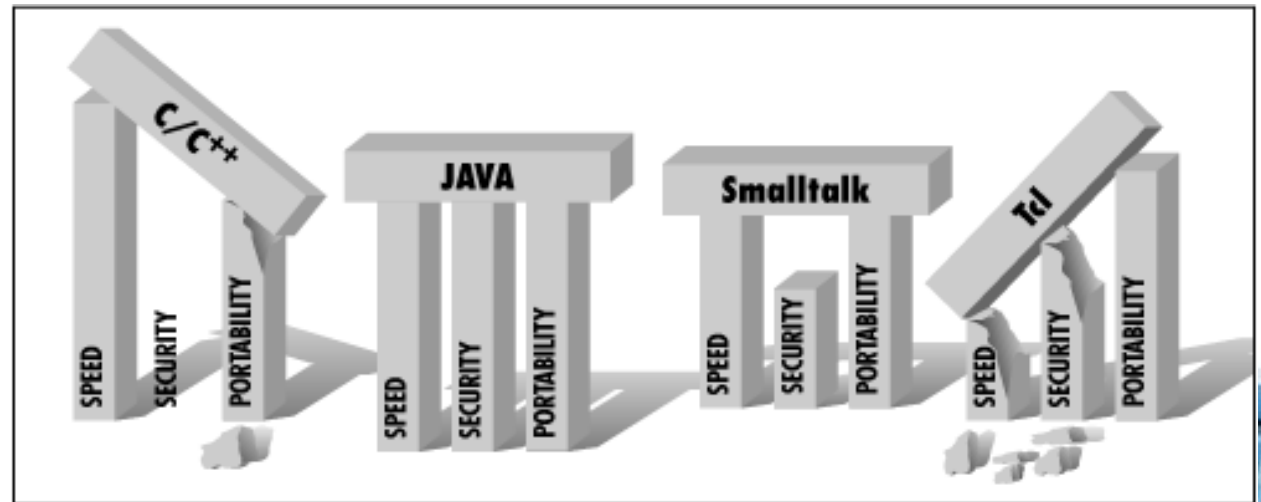 C/C++
SPEED
SECURITY
PORTABILITY
JAVA
SPEED
SECURITY
PORTABILITY
Smalltalk
SPEED
SECURITY
PORTABILITY
Tcl
SPEED
SECURITY
PORTABILITY